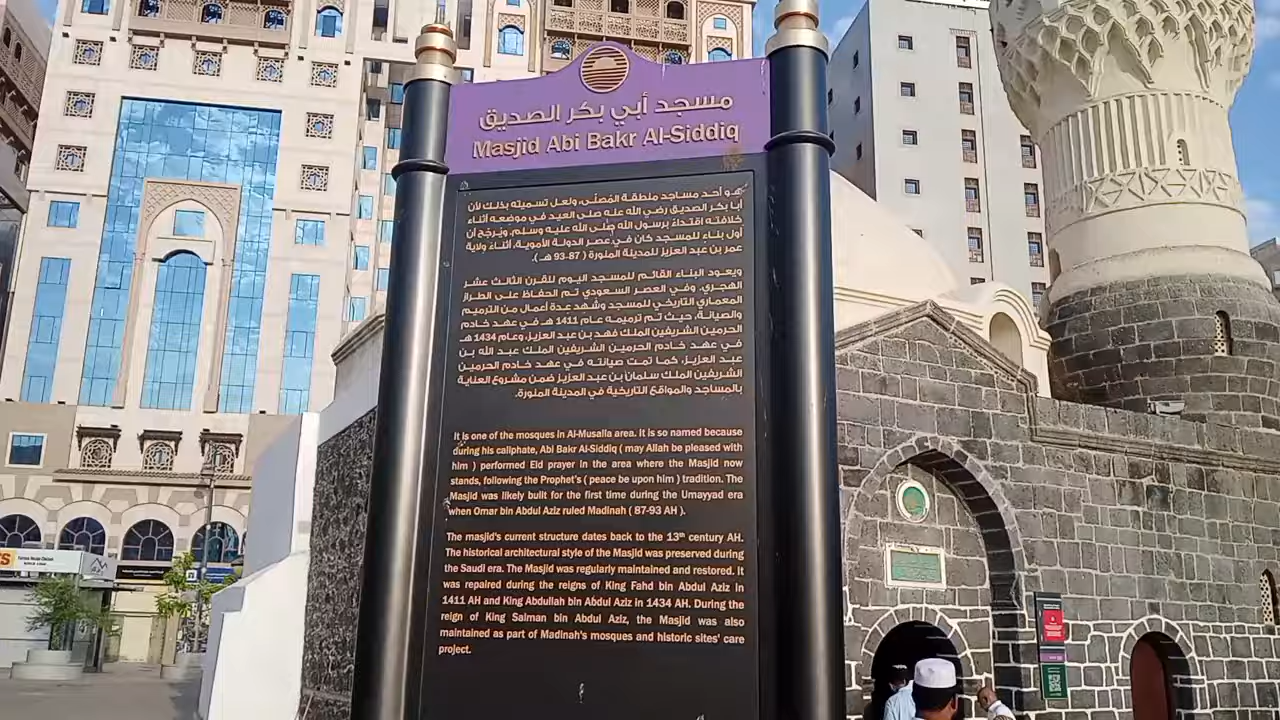 مسجد أبي بكر الصديق
Masjid Abi Bakr Al-Siddiq
هـو أحـد مساجد منطقة المُصَلّى، ولعل تسميته بذلك لأن
أبا بكر الصديق رضي الله عنه صلى العيد في موضعه أثناء
خلافته اقتداءً برسول الله صلى الله عليه وسلم، ويُرجّح أن
أول بناء للمسجد كان في عصر الدولة الأموية، أثناء ولاية
عمر بن عبد العزيز للمدينة المنورة ( 87-93 هـ ).
ويعود البناء القائم للمسجد اليوم للقرن الثالث عشر
الهجري، وفي العصر السعودي تم الحفاظ على الطراز
المعماري التاريخي للمسجد وشهد عدة أعمال من الترميم
والصيانة، حيث تم ترميمه عام 1411 هـ في عهد خادم
الحرمين الشريفين الملك فهد بن عبد العزيز، وعام 1434 هـ
في عهد خادم الحرمين الشريفين الملك عبد الله بن
عبد العزيز، كما تمت صيانته في عهد خادم الحرمين
الشريفين الملك سلمان بن عبد العزيز ضمن مشروع العناية
بالمساجد والمواقع التاريخية في المدينة المنورة.
It is one of the mosques in Al-Musalla area. It is so named because
during his caliphate, Abi Bakr Al-Siddiq ( may Allah be pleased with
him ) performed Eid prayer in the area where the Masjid now
stands, following the Prophet's ( peace be upon him ) tradition. The
Masjid was likely built for the first time during the Umayyad era
when Omar bin Abdul Aziz ruled Madinah ( 87-93 AH ).
The masjid's current structure dates back to the 13th century AH.
The historical architectural style of the Masjid was preserved during
the Saudi era. The Masjid was regularly maintained and restored. It
was repaired during the reigns of King Fahd bin Abdul Aziz in
1411 AH and King Abdullah bin Abdul Aziz in 1434 AH. During the
reign of King Salman bin Abdul Aziz, the Masjid was also
maintained as part of Madinah's mosques and historic sites' care
project.